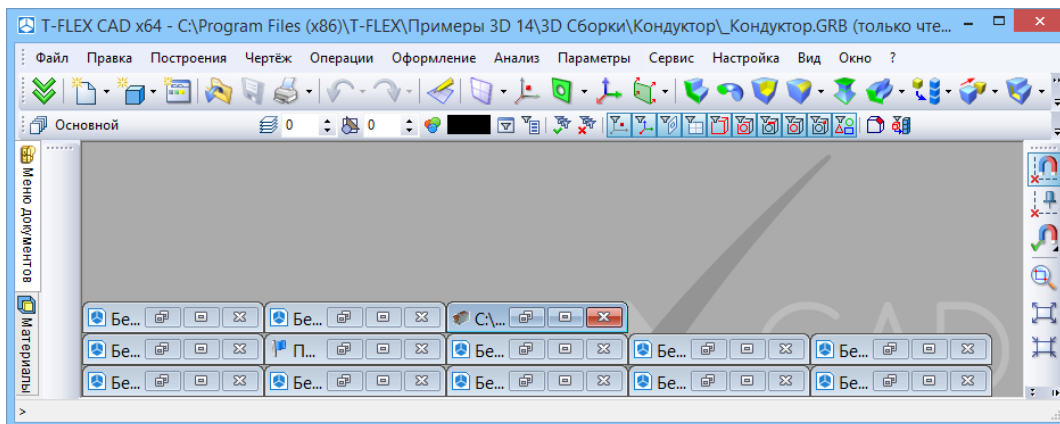 T-FLEX CAD x64 - C:\Program Files (x86)\T-FLEX\Примеры 3D 14\3D Сборки\Кондуктор\_Кондуктор.GRB (только чте...
Файл Правка Построения Чертёж Операции Оформление Анализ Параметры Сервис Настройка Вид Окно ?
Основной 0 0
Меню документов
Материалы
CAD
Бе... Бе... C:\...
Бе... П... Бе... Бе... Бе...
Бе... Бе... Бе... Бе... Бе...
>